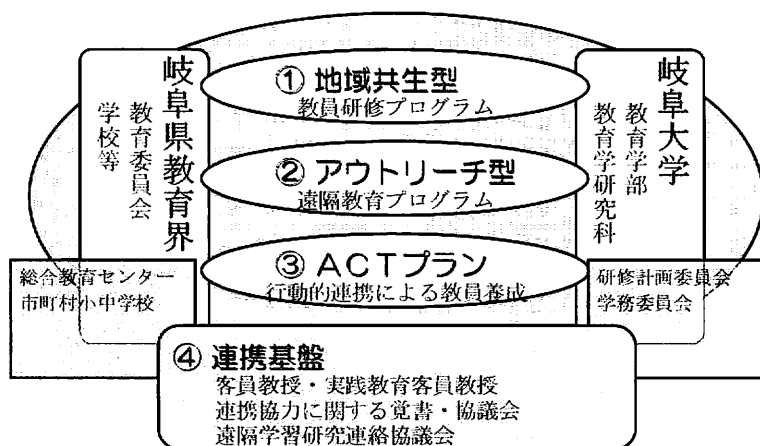 岐阜県教育界
教育委員会
学校等
① 地域共生型
教員研修プログラム
② アウトリーチ型
遠隔教育プログラム
③ ACTプラン
行動的連携による教員養成
岐阜大学
教育学部
教育学研究科
総合教育センター
市町村小中学校
研修計画委員会
学務委員会
④ 連携基盤
客員教授・実践教育客員教授
連携協力に関する覚書・協議会
遠隔学習研究連絡協議会